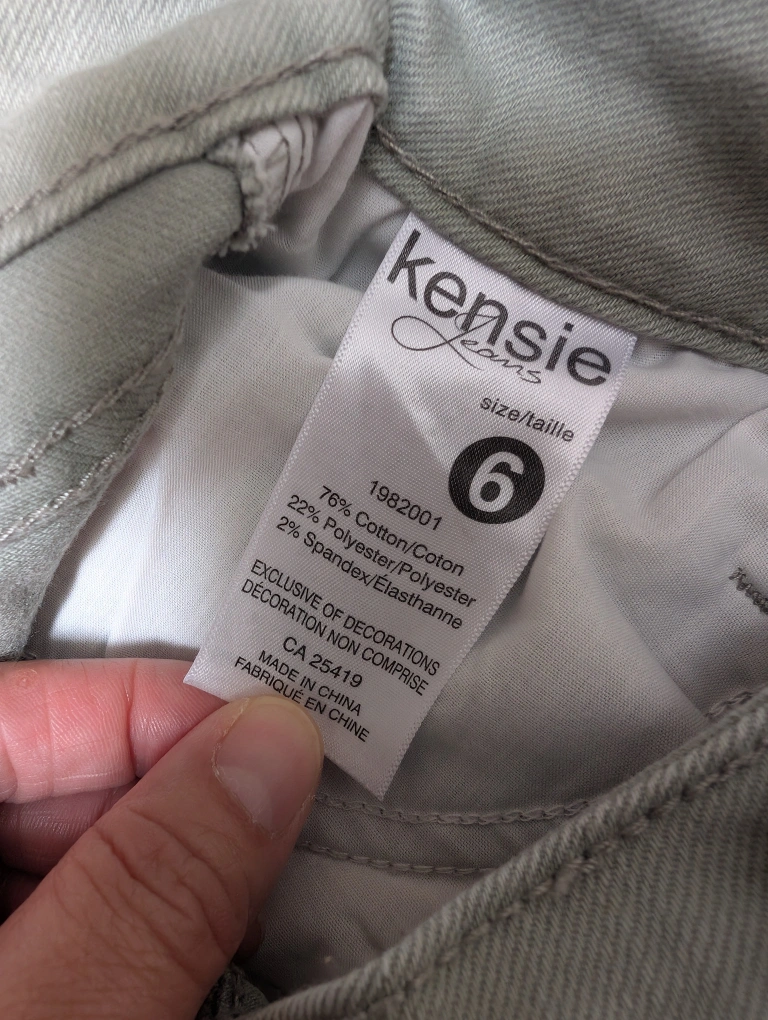 kensie
Jeans
size/taille
6
1982001
76% Cotton/Coton
22% Polyester/Polyester
2% Spandex/Élasthanne
EXCLUSIVE OF DECORATIONS
DÉCORATION NON COMPRISE
CA 25419
MADE IN CHINA
FABRIQUÉ EN CHINE